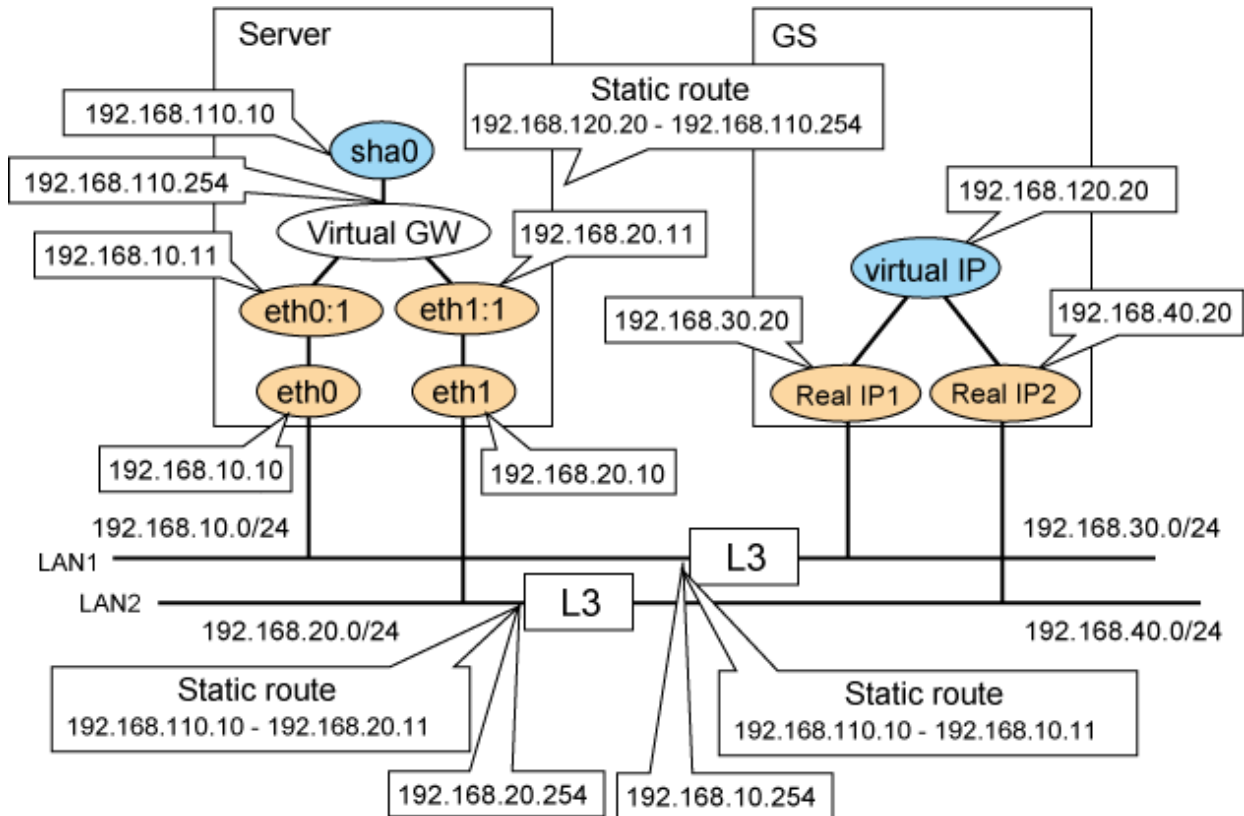 Server
GS
Static route
192.168.120.20 - 192.168.110.254
192.168.110.10
sha0
192.168.110.254
192.168.120.20
Virtual GW
192.168.20.11
192.168.10.11
virtual IP
eth0:1
eth1:1
192.168.30.20
192.168.40.20
eth0
eth1
Real IP1
Real IP2
192.168.10.10
192.168.20.10
192.168.10.0/24
192.168.30.0/24
LAN1
L3
LAN2
L3
192.168.20.0/24
192.168.40.0/24
Static route
192.168.110.10 - 192.168.20.11
Static route
192.168.110.10 - 192.168.10.11
192.168.20.254
192.168.10.254